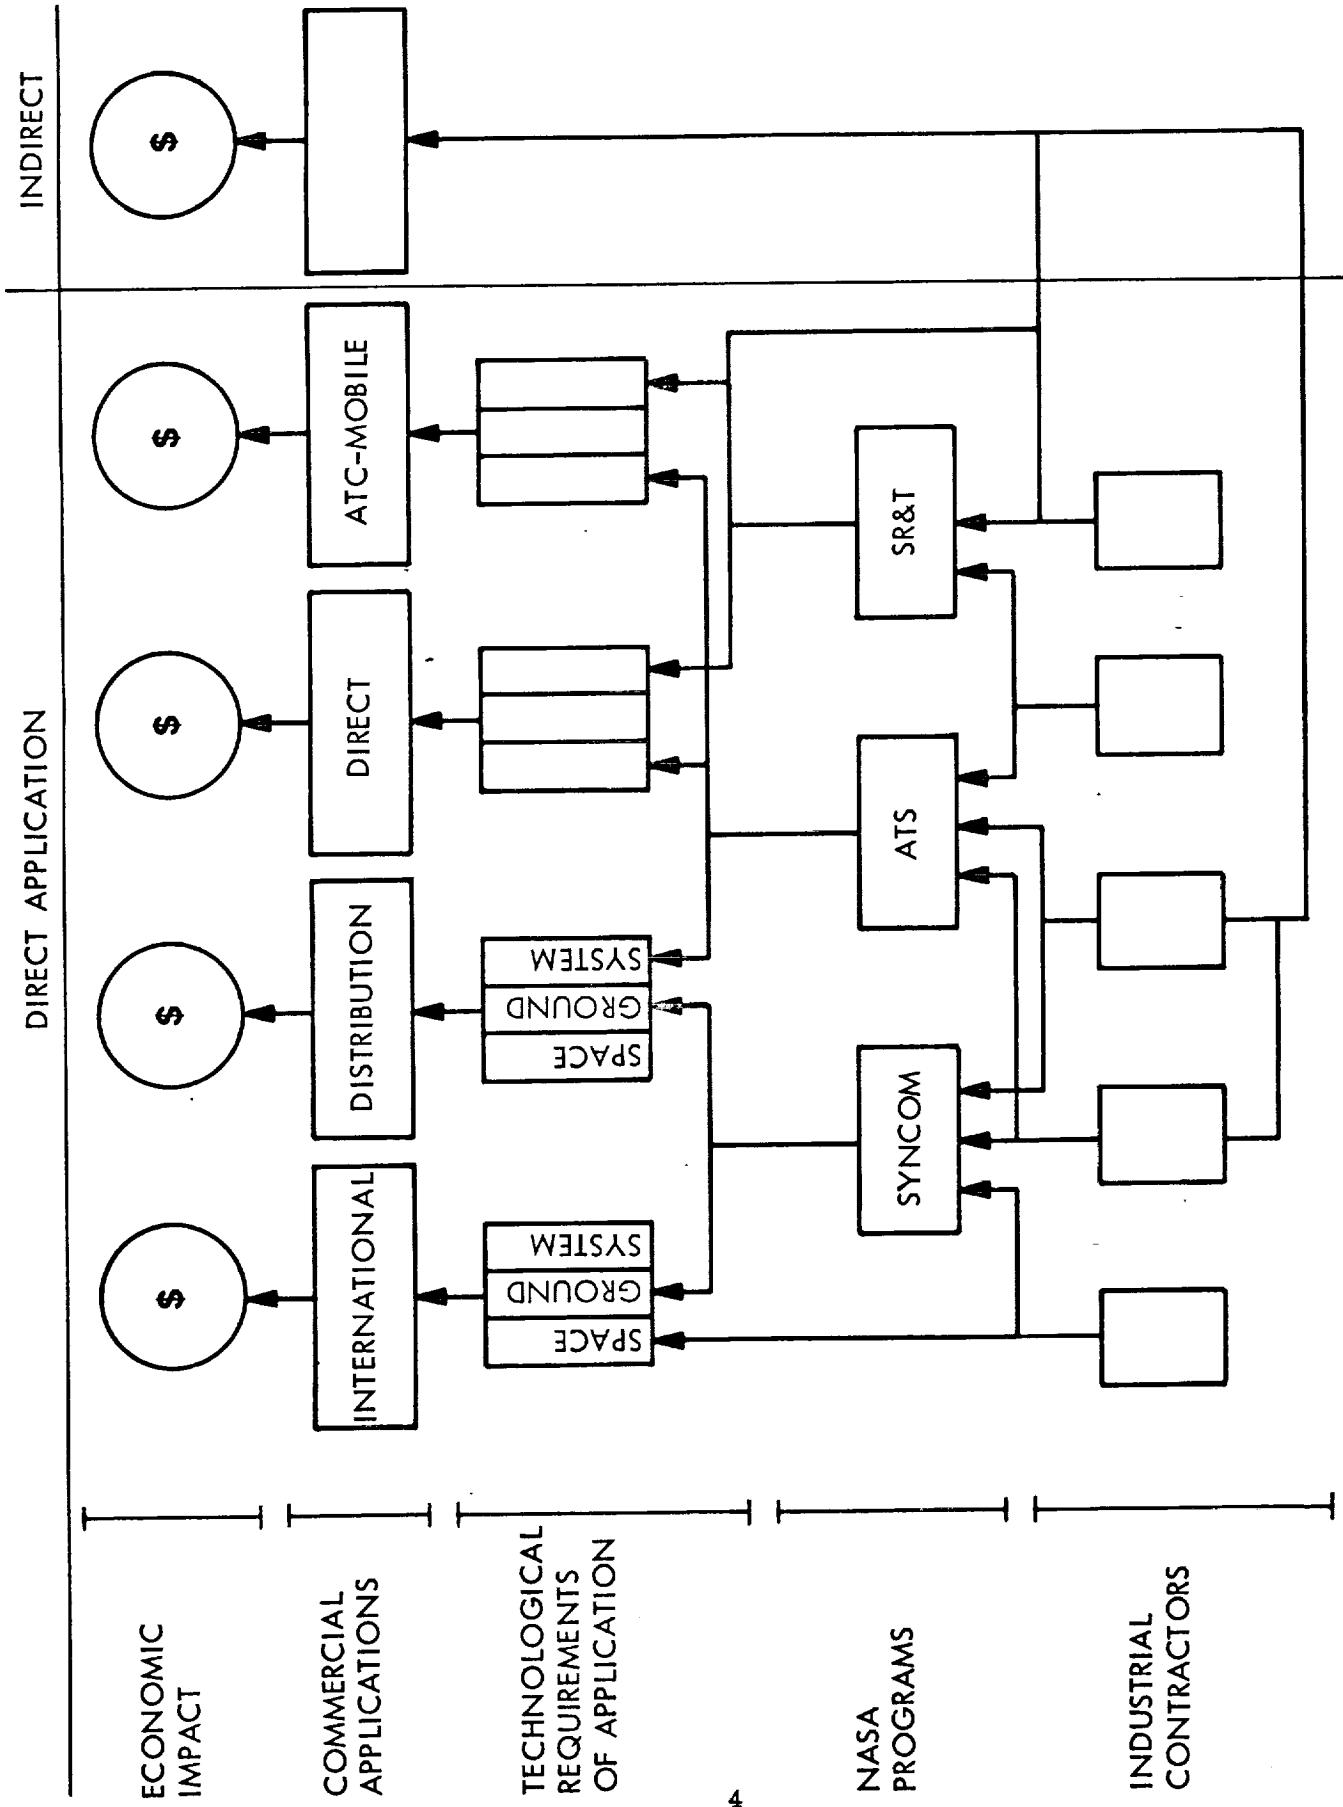 DIRECT APPLICATION
INDIRECT
ECONOMIC
IMPACT
$
$
$
$
$
COMMERCIAL
APPLICATIONS
INTERNATIONAL
DISTRIBUTION
DIRECT
ATC-MOBILE
TECHNOLOGICAL
REQUIREMENTS
OF APPLICATION
SPACE
GROUND
SYSTEM
SPACE
GROUND
SYSTEM
NASA
PROGRAMS
SYNCOM
ATS
SR&T
INDUSTRIAL
CONTRACTORS
4